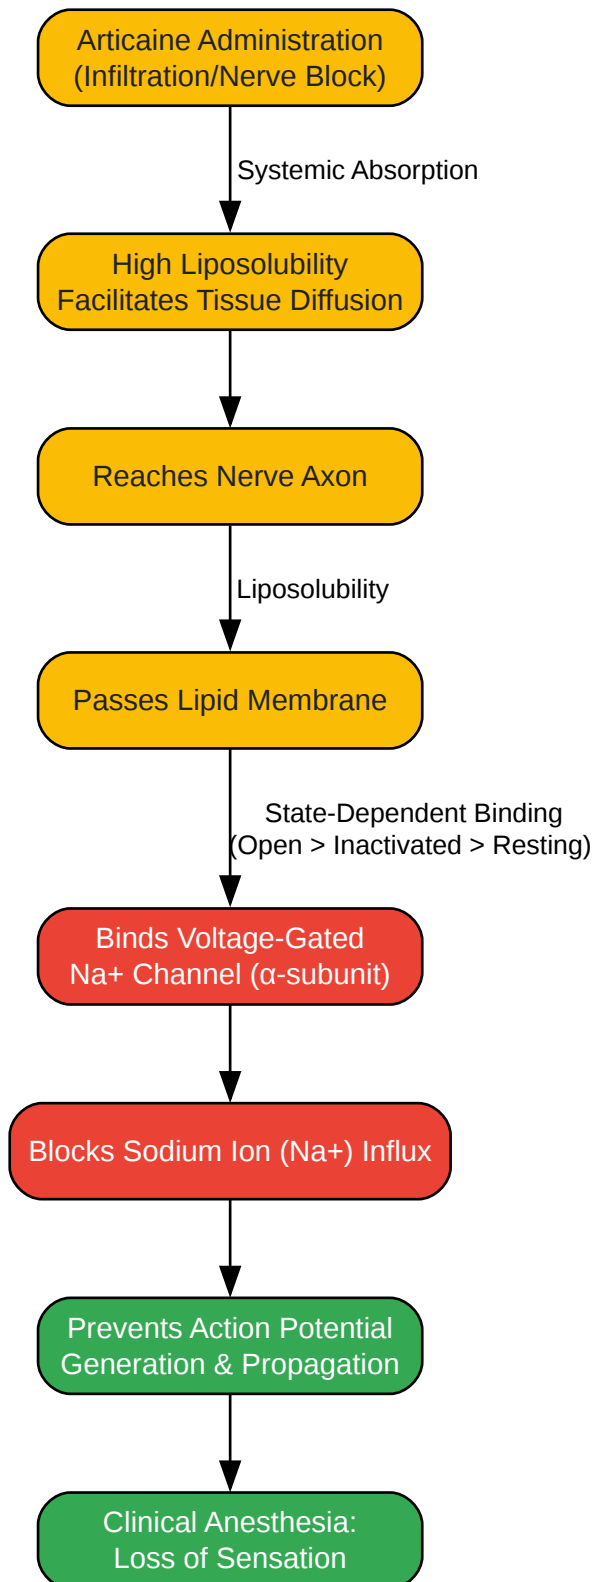 Articaine Administration
(Infiltration/Nerve Block)
Systemic Absorption
High Liposolubility
Facilitates Tissue Diffusion
Reaches Nerve Axon
Liposolubility
Passes Lipid Membrane
State-Dependent Binding
(Open > Inactivated > Resting)
Binds Voltage-Gated
Na+ Channel (α-subunit)
Blocks Sodium Ion (Na+) Influx
Prevents Action Potential
Generation & Propagation
Clinical Anesthesia:
Loss of Sensation